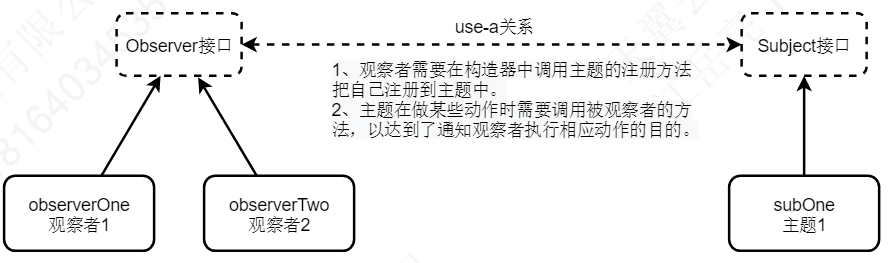 use-a关系
Observer接口
Subject接口
1、观察者需要在构造器中调用主题的注册方法
把自己注册到主题中。
2、主题在做某些动作时需要调用被观察者的方
法，以达到了通知观察者执行相应动作的目的。
observerOne
观察者1
observerTwo
观察者2
subOne
主题1